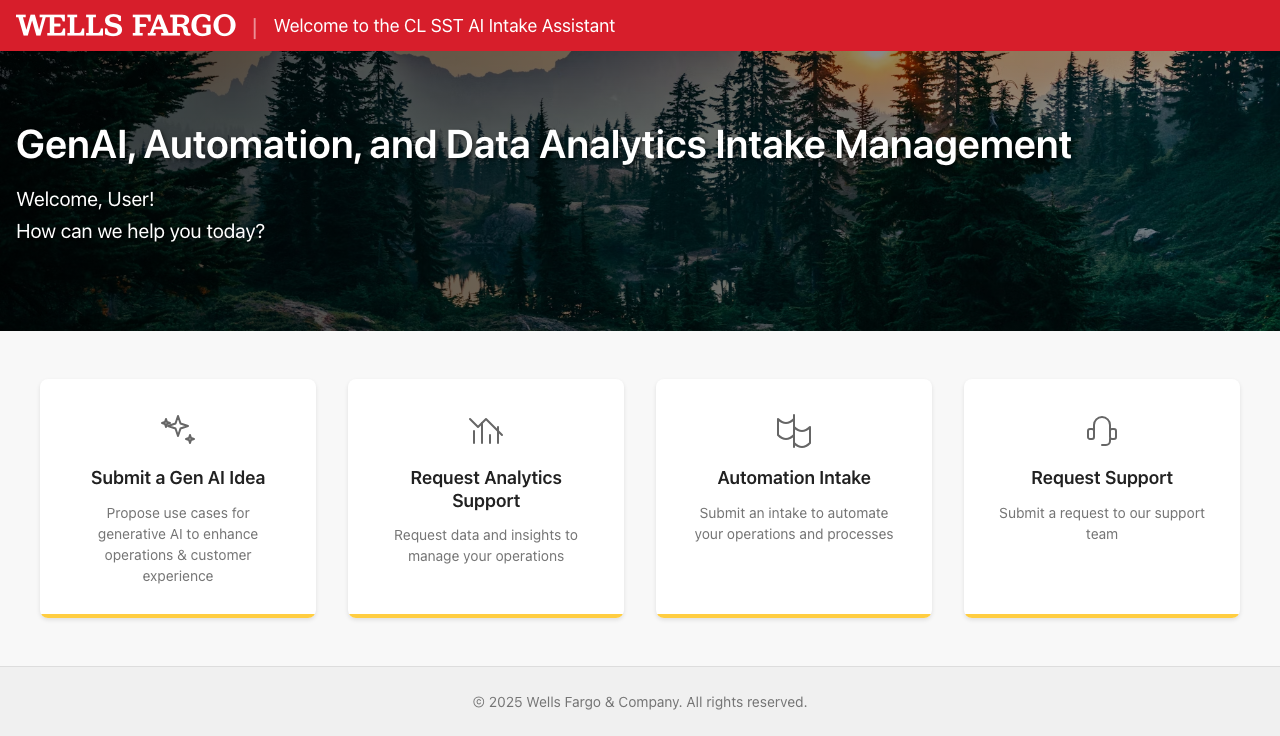 WELLS FARGO | Welcome to the CL SST AI Intake Assistant
GenAI, Automation, and Data Analytics Intake Management
Welcome, User!
How can we help you today?
Submit a Gen AI Idea
Propose use cases for
generative AI to enhance
operations & customer
experience
Request Analytics
Support
Request data and insights to
manage your operations
Automation Intake
Submit an intake to automate
your operations and processes
Request Support
Submit a request to our support
team
© 2025 Wells Fargo & Company. All rights reserved.